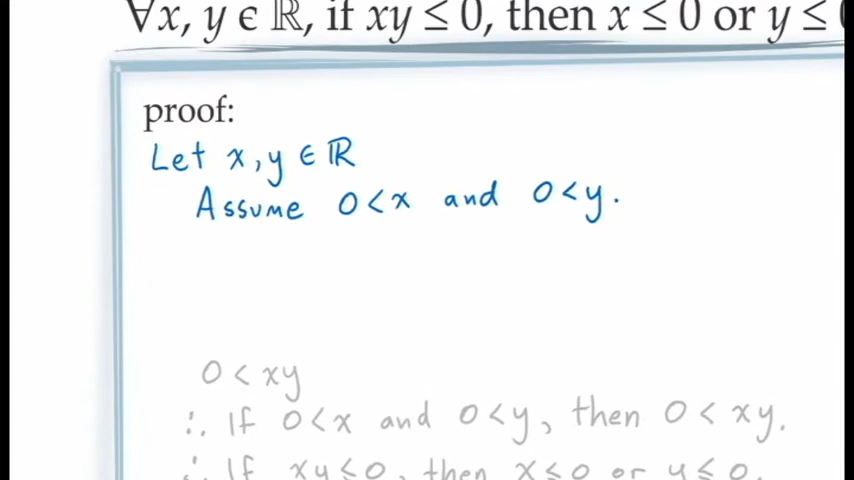 ∀x, y ϵ ℝ, if xy ≤ 0, then x ≤ 0 or y ≤ 0
proof:
Let x, y ∈ ℝ
Assume 0 < x and 0 < y.
0 < xy
∴ If 0 < x and 0 < y, then 0 < xy.
∴ If xy ≤ 0, then x ≤ 0 or y ≤ 0.